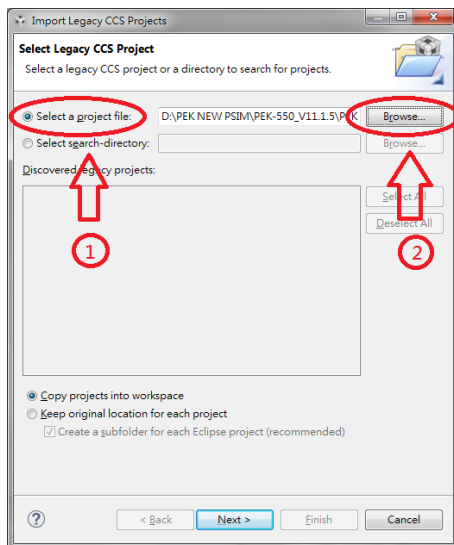 Import Legacy CCS Projects
Select Legacy CCS Project
Select a legacy CCS project or a directory to search for projects.
Select a project file: D:\PEK NEW PSIM\PEK-550_V11.1.5\PEK Browse...
Select search-directory: Browse...
Discovered legacy projects:
Select All
Deselect All
1
2
Copy projects into workspace
Keep original location for each project
Create a subfolder for each Eclipse project (recommended)
? < Back Next > Finish Cancel